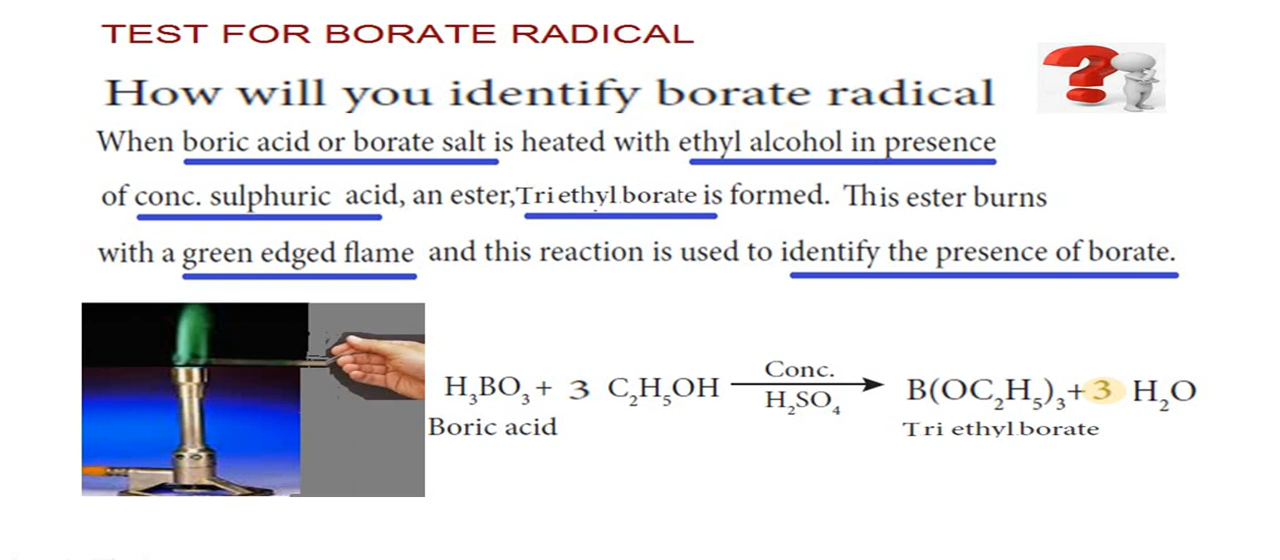 TEST FOR BORATE RADICAL
How will you identify borate radical
When boric acid or borate salt is heated with ethyl alcohol in presence
of conc. sulphuric acid, an ester,Tri ethyl borate is formed. This ester burns
with a green edged flame and this reaction is used to identify the presence of borate.
H₃BO₃ + 3 C₂H₅OH Conc. H₂SO₄ → B(OC₂H₅)₃+ 3 H₂O
Boric acid Tri ethyl borate